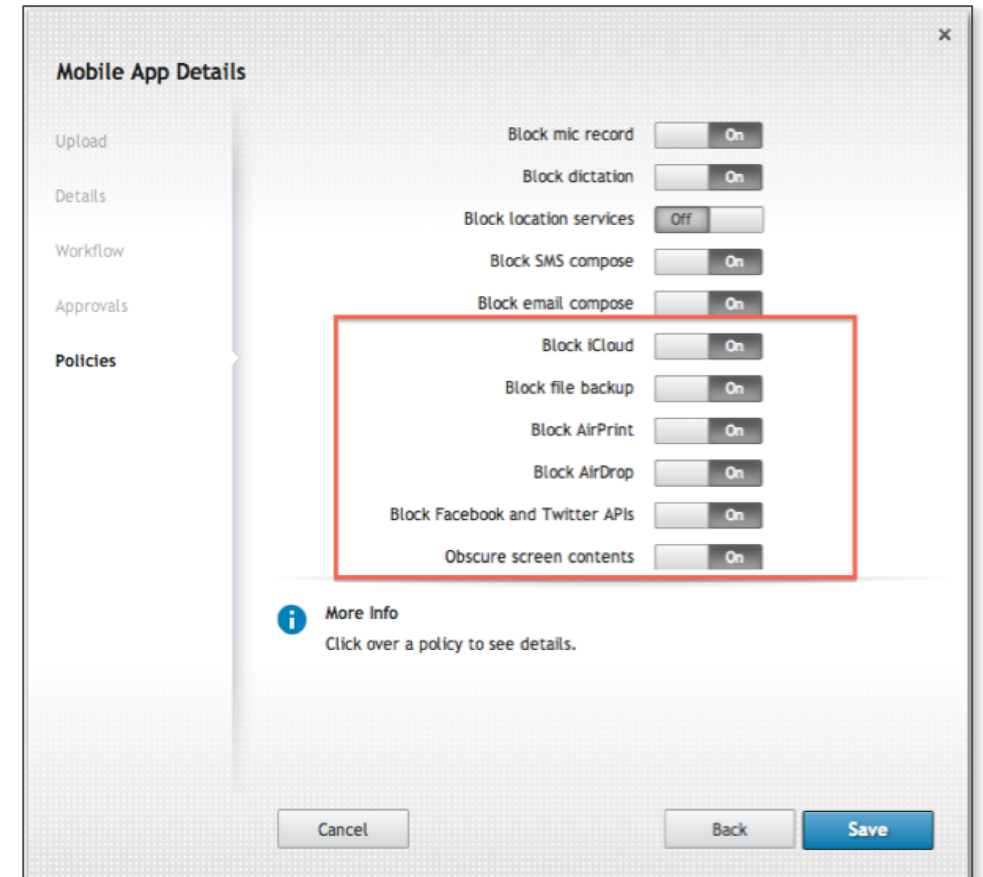 ×
Mobile App Details
Upload
Details
Workflow
Approvals
Policies
Block mic record On
Block dictation On
Block location services Off
Block SMS compose On
Block email compose On
Block iCloud On
Block file backup On
Block AirPrint On
Block AirDrop On
Block Facebook and Twitter APIs On
Obscure screen contents On
More Info
Click over a policy to see details.
Cancel Back Save